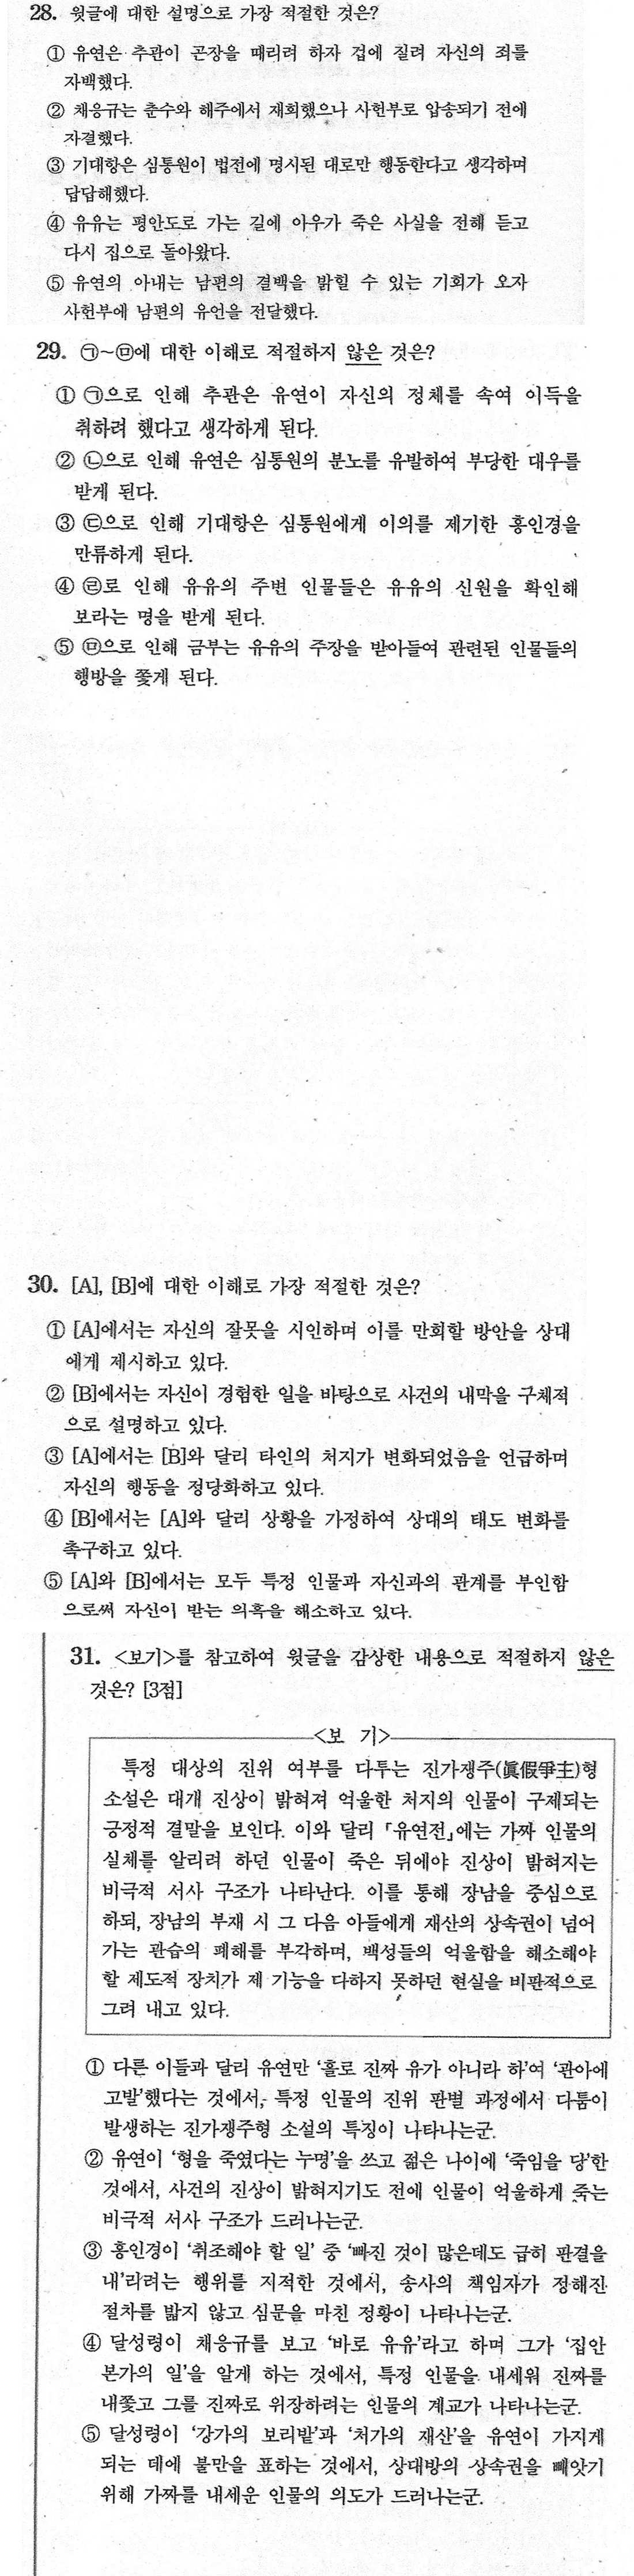 28. 윗글에 대한 설명으로 가장 적절한 것은?
① 유연은 추관이 곤장을 때리려 하자 겁에 질려 자신의 죄를
자백했다.
② 채응규는 춘수와 해주에서 재회했으나 사헌부로 압송되기 전에
자결했다.
③ 기대항은 심통원이 법전에 명시된 대로만 행동한다고 생각하며
답답해했다.
④ 유유는 평안도로 가는 길에 아우가 죽은 사실을 전해 듣고
다시 집으로 돌아왔다.
⑤ 유연의 아내는 남편의 결백을 밝힐 수 있는 기회가 오자
사헌부에 남편의 유언을 전달했다.
29. ㉠~㉤에 대한 이해로 적절하지 않은 것은?
① ㉠으로 인해 추관은 유연이 자신의 정체를 속여 이득을
취하려 했다고 생각하게 된다.
② ㉡으로 인해 유연은 심통원의 분노를 유발하여 부당한 대우를
받게 된다.
③ ㉢으로 인해 기대항은 심통원에게 이의를 제기한 홍인경을
만류하게 된다.
④ ㉣로 인해 유유의 주변 인물들은 유유의 신원을 확인해
보라는 명을 받게 된다.
⑤ ㉤으로 인해 금부는 유유의 주장을 받아들여 관련된 인물들의
행방을 쫓게 된다.
30. [A], [B]에 대한 이해로 가장 적절한 것은?
① [A]에서는 자신의 잘못을 시인하며 이를 만회할 방안을 상대
에게 제시하고 있다.
② [B]에서는 자신이 경험한 일을 바탕으로 사건의 내막을 구체적
으로 설명하고 있다.
③ [A]에서는 [B]와 달리 타인의 처지가 변화되었음을 언급하며
자신의 행동을 정당화하고 있다.
④ [B]에서는 [A]와 달리 상황을 가정하여 상대의 태도 변화를
촉구하고 있다.
⑤ [A]와 [B]에서는 모두 특정 인물과 자신과의 관계를 부인함
으로써 자신이 받는 의혹을 해소하고 있다.
31. <보기>를 참고하여 윗글을 감상한 내용으로 적절하지 않은
것은? [3점]
<보 기>
특정 대상의 진위 여부를 다투는 진가쟁주(眞假爭主)형
소설은 대개 진상이 밝혀져 억울한 처지의 인물이 구제되는
긍정적 결말을 보인다. 이와 달리 「유연전」에는 가짜 인물의
실체를 알리려 하던 인물이 죽은 뒤에야 진상이 밝혀지는
비극적 서사 구조가 나타난다. 이를 통해 장남을 중심으로
하되, 장남의 부재 시 그 다음 아들에게 재산의 상속권이 넘어
가는 관습의 폐해를 부각하며, 백성들의 억울함을 해소해야
할 제도적 장치가 제 기능을 다하지 못하던 현실을 비판적으로
그려 내고 있다.
① 다른 이들과 달리 유연만 '홀로 진짜 유가 아니라 하'여 '관아에
고발'했다는 것에서, 특정 인물의 진위 판별 과정에서 다툼이
발생하는 진가쟁주형 소설의 특징이 나타나는군.
② 유연이 '형을 죽였다는 누명'을 쓰고 젊은 나이에 '죽임을 당'한
것에서, 사건의 진상이 밝혀지기도 전에 인물이 억울하게 죽는
비극적 서사 구조가 드러나는군.
③ 홍인경이 '취조해야 할 일' 중 '빠진 것이 많은데도 급히 판결을
내'리려는 행위를 지적한 것에서, 송사의 책임자가 정해진
절차를 밟지 않고 심문을 마친 정황이 나타나는군.
④ 달성령이 채응규를 보고 '바로 유유'라고 하며 그가 '집안
본가의 일'을 알게 하는 것에서, 특정 인물을 내세워 진짜를
내쫓고 그를 진짜로 위장하려는 인물의 계교가 나타나는군.
⑤ 달성령이 '강가의 보리밭'과 '처가의 재산'을 유연이 가지게
되는 데에 불만을 표하는 것에서, 상대방의 상속권을 빼앗기
위해 가짜를 내세운 인물의 의도가 드러나는군.